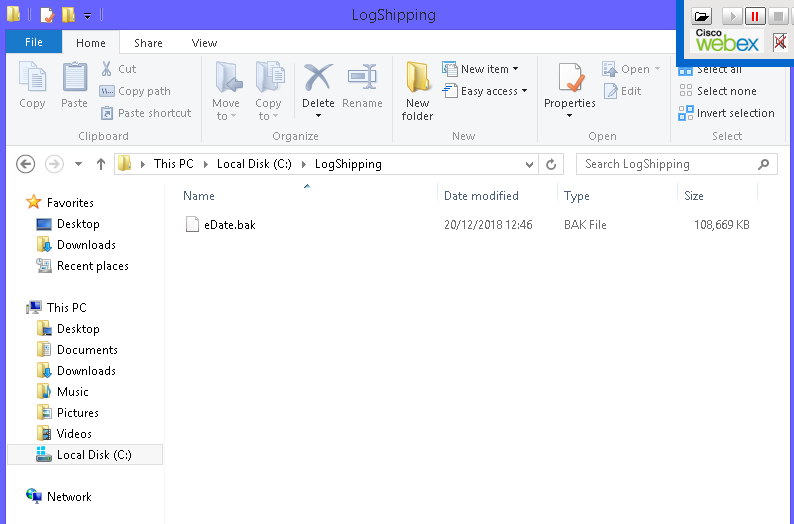 LogShipping
Cisco
webex
File Home Share View
Copy
Paste
Cut
Copy path
Paste shortcut
Clipboard
Move to
Copy to
Delete
Rename
Organize
New folder
New item
Easy access
New
Properties
Open
Edit
Open
Select all
Select none
Invert selection
Select
This PC Local Disk (C:) LogShipping
Search LogShipping
Name Date modified Type Size
eDate.bak 20/12/2018 12:46 BAK File 108,669 KB
Favorites
Desktop
Downloads
Recent places
This PC
Desktop
Documents
Downloads
Music
Pictures
Videos
Local Disk (C:)
Network